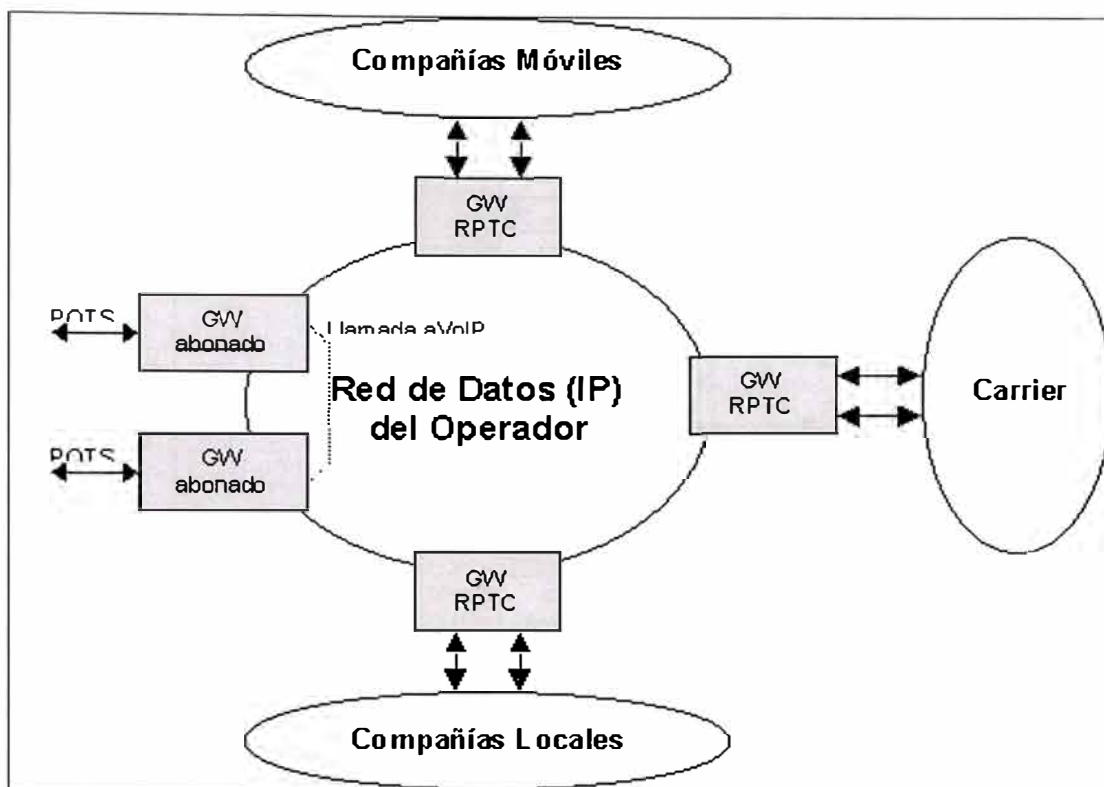 Compañías Móviles
GW
RPTC
POTS
GW
abonado
Llamada aVoIP
Red de Datos (IP)
del Operador
GW
RPTC
Carrier
POTS
GW
abonado
GW
RPTC
Compañías Locales